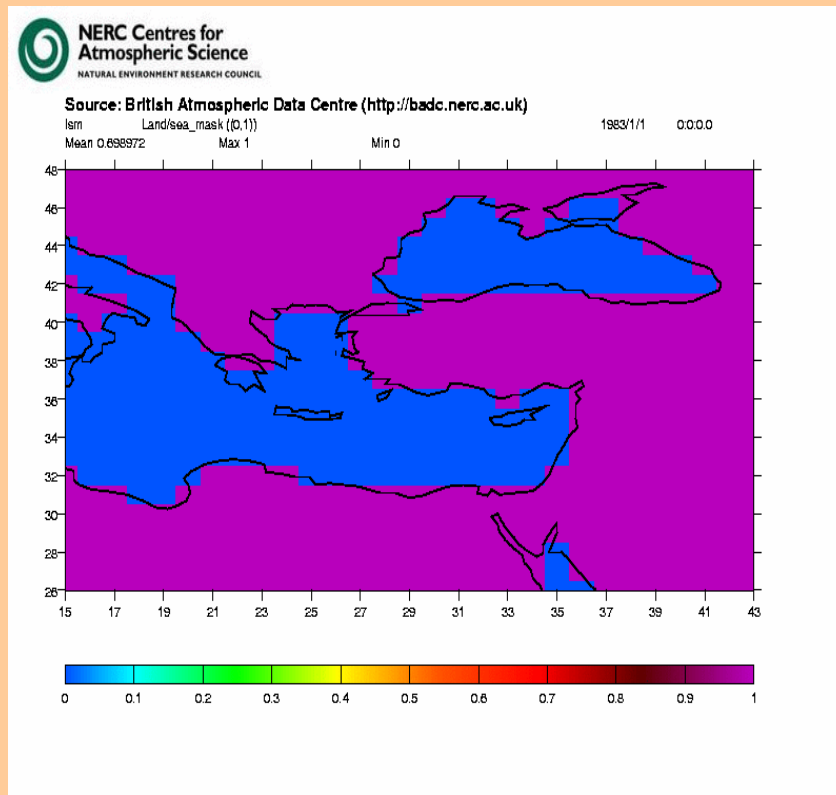 NERC Centres for
Atmospheric Science
NATURAL ENVIRONMENT RESEARCH COUNCIL
Source: British Atmospheric Data Centre (http://badc.nerc.ac.uk)
lsm Land/sea_mask ((0,1)) 1983/1/1 0:0:0.0
Mean 0.698972 Max 1 Min 0
48
46
44
42
40
38
36
34
32
30
28
26
15 17 19 21 23 25 27 29 31 33 35 37 39 41 43
0 0.1 0.2 0.3 0.4 0.5 0.6 0.7 0.8 0.9 1